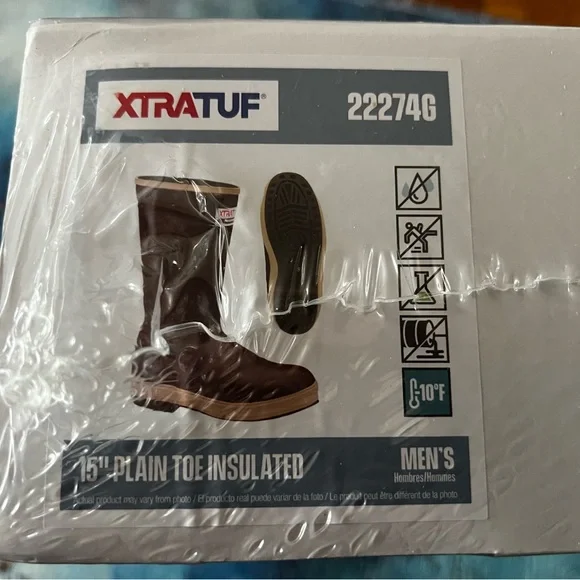 XTRATUF®
22274G
XTRATUF
-10°F
15" PLAIN TOE INSULATED
MEN'S
Hombres/Hommes
Actual product may vary from photo / El producto real puede variar de la foto / Le produit peut être différent de la photo